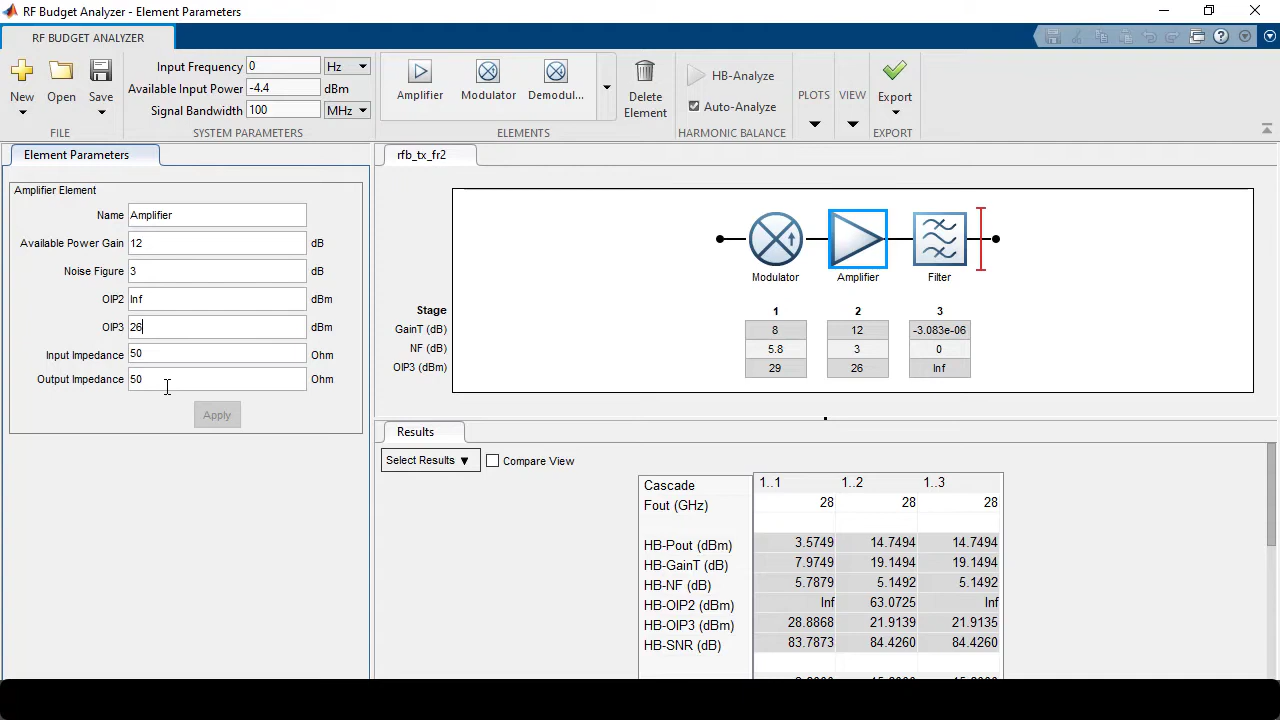 RF Budget Analyzer - Element Parameters
RF BUDGET ANALYZER
New
Open
Save
FILE
Input Frequency 0 Hz
Available Input Power -4.4 dBm
Signal Bandwidth 100 MHz
SYSTEM PARAMETERS
Amplifier
Modulator
Demodul...
ELEMENTS
Delete
Element
HB-Analyze
Auto-Analyze
HARMONIC BALANCE
PLOTS
VIEW
Export
EXPORT
Element Parameters
Amplifier Element
Name Amplifier
Available Power Gain 12 dB
Noise Figure 3 dB
OIP2 Inf dBm
OIP3 26 dBm
Input Impedance 50 Ohm
Output Impedance 50 Ohm
Apply
rfb_tx_fr2
Modulator Amplifier Filter
Stage 1 2 3
GainT (dB) 8 12 -3.083e-06
NF (dB) 5.8 3 0
OIP3 (dBm) 29 26 Inf
Results
Select Results ▼ Compare View
Cascade 1..1 1..2 1..3
Fout (GHz) 28 28 28
HB-Pout (dBm) 3.5749 14.7494 14.7494
HB-GainT (dB) 7.9749 19.1494 19.1494
HB-NF (dB) 5.7879 5.1492 5.1492
HB-OIP2 (dBm) Inf 63.0725 Inf
HB-OIP3 (dBm) 28.8868 21.9139 21.9135
HB-SNR (dB) 83.7873 84.4260 84.4260